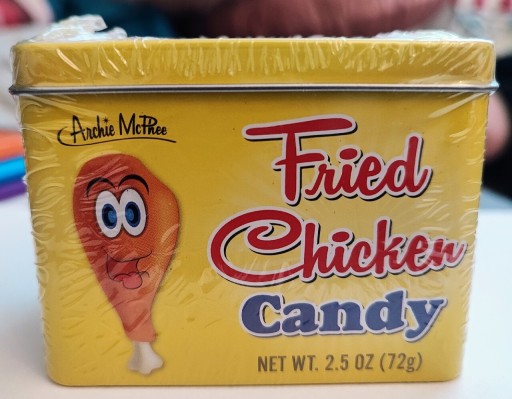 Archie McPhee
Fried
Chicken
Candy
NET WT. 2.5 OZ (72g)